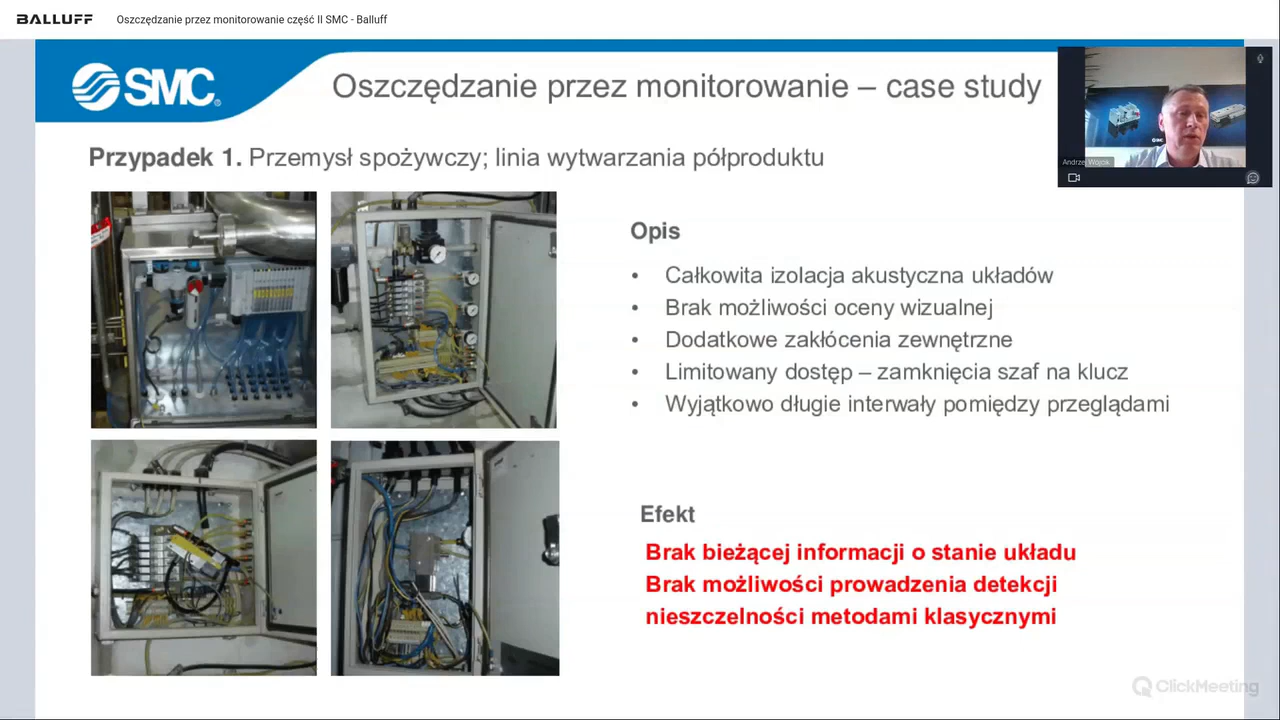 BALLUFF
Oszczędzanie przez monitorowanie część II SMC - Balluff
SMC
Oszczędzanie przez monitorowanie – case study
Andrzej Wójcik
Przypadek 1. Przemysł spożywczy; linia wytwarzania półproduktu
Opis
• Całkowita izolacja akustyczna układów
• Brak możliwości oceny wizualnej
• Dodatkowe zakłócenia zewnętrzne
• Limitowany dostęp – zamknięcia szaf na klucz
• Wyjątkowo długie interwały pomiędzy przeglądami
Efekt
Brak bieżącej informacji o stanie układu
Brak możliwości prowadzenia detekcji
nieszczelności metodami klasycznymi
ClickMeeting